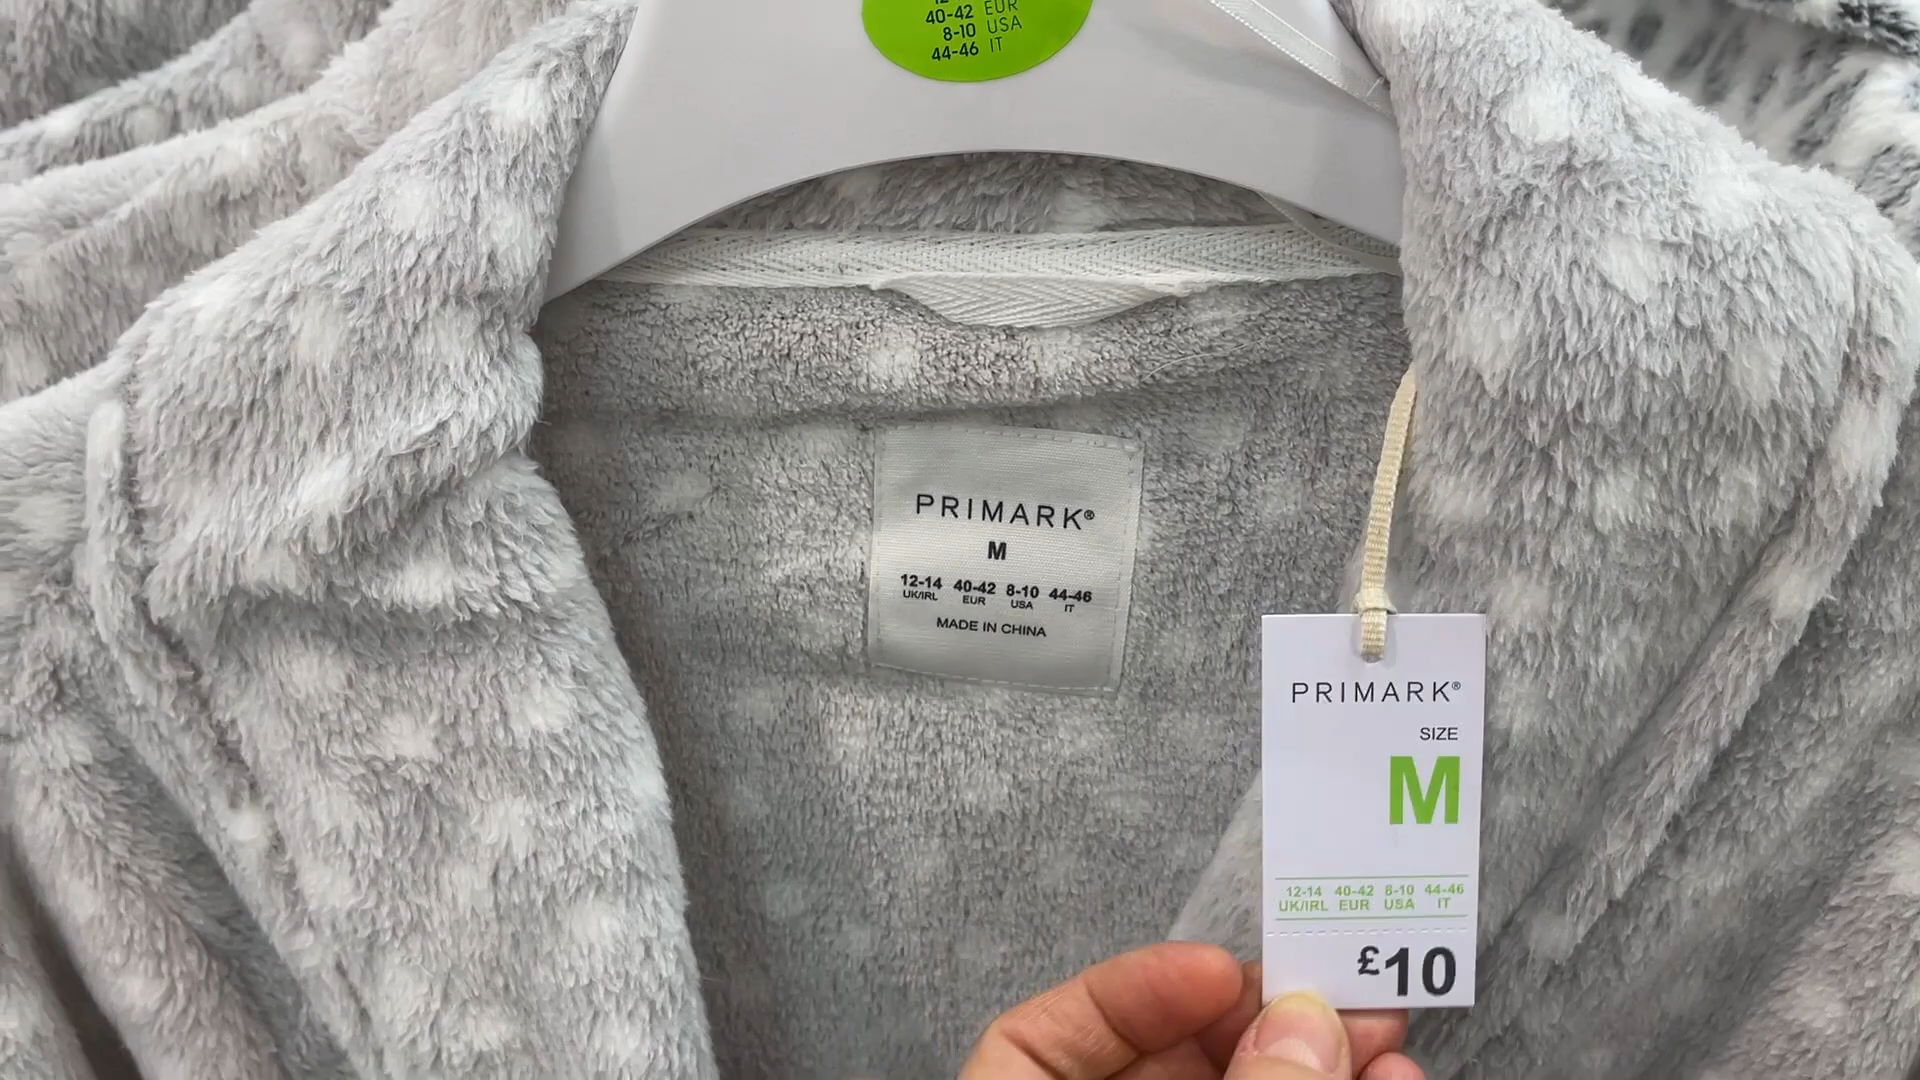 40-42 EUR
8-10 USA
44-46 IT
PRIMARK®
M
12-14 40-42 8-10 44-46
UK/IRL EUR USA IT
MADE IN CHINA
PRIMARK®
SIZE
M
12-14 40-42 8-10 44-46
UK/IRL EUR USA IT
£10